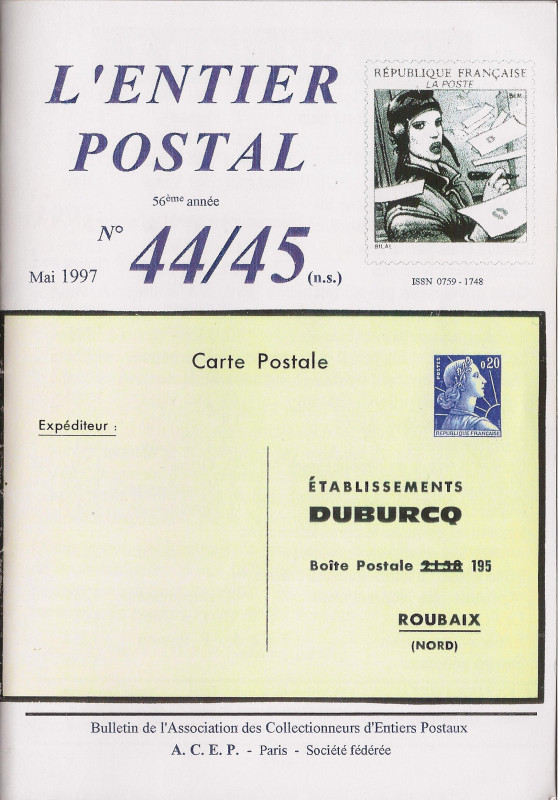 L'ENTIER
POSTAL
56ème année
N° 44/45 (n.s.)
Mai 1997
RÉPUBLIQUE FRANÇAISE
LA POSTE
BILAL
ISSN 0759-1748
Carte Postale
POSTES
0,20
RÉPUBLIQUE FRANÇAISE
Expéditeur :
ÉTABLISSEMENTS
DUBURCQ
Boîte Postale 2158 195
ROUBAIX
(NORD)
Bulletin de l'Association des Collectionneurs d'Entiers Postaux
A. C. E. P. - Paris - Société fédérée